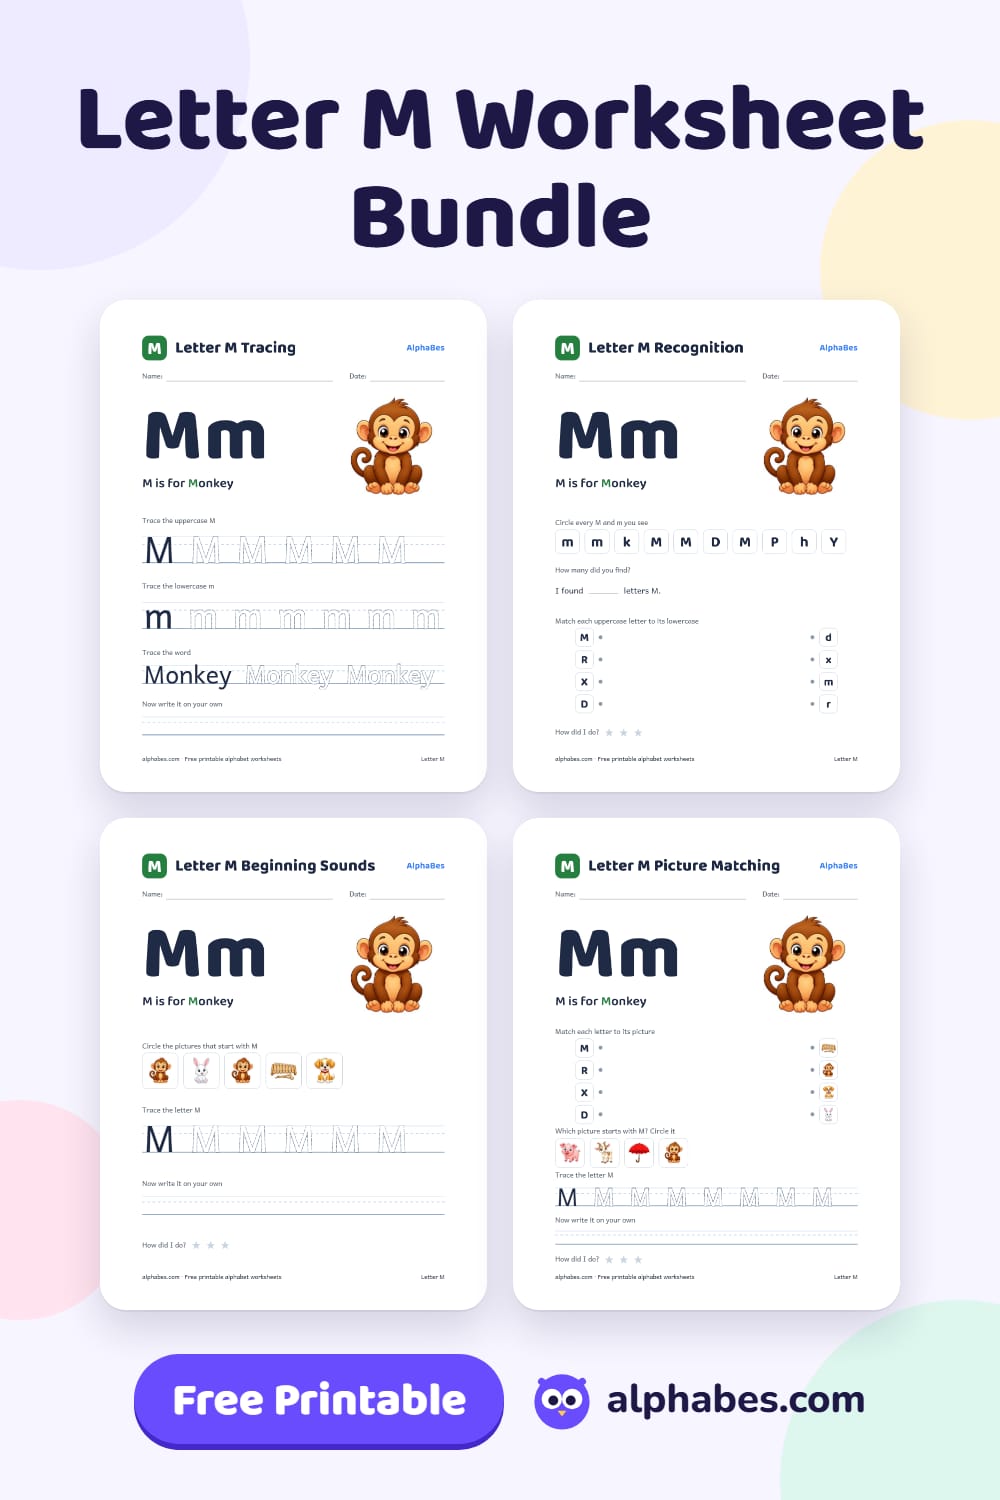 Letter M Worksheet
Bundle
M Letter M Tracing AlphaBes
Name: Date:
Mm
M is for Monkey
Trace the uppercase M
M M M M M M
Trace the lowercase m
m m m m m m m
Trace the word
Monkey Monkey Monkey
Now write it on your own
alphabes.com · Free printable alphabet worksheets Letter M
M Letter M Recognition AlphaBes
Name: Date:
Mm
M is for Monkey
Circle every M and m you see
m m k M M D M P h Y
How many did you find?
I found ______ letters M.
Match each uppercase letter to its lowercase
M d
R x
X m
D r
How did I do? ★ ★ ★
alphabes.com · Free printable alphabet worksheets Letter M
M Letter M Beginning Sounds AlphaBes
Name: Date:
Mm
M is for Monkey
Circle the pictures that start with M
Trace the letter M
M M M M M M
Now write it on your own
How did I do? ★ ★ ★
alphabes.com · Free printable alphabet worksheets Letter M
M Letter M Picture Matching AlphaBes
Name: Date:
Mm
M is for Monkey
Match each letter to its picture
M
R
X
D
Which picture starts with M? Circle it
Trace the letter M
M M M M M M M M
Now write it on your own
How did I do? ★ ★ ★
alphabes.com · Free printable alphabet worksheets Letter M
Free Printable
alphabes.com